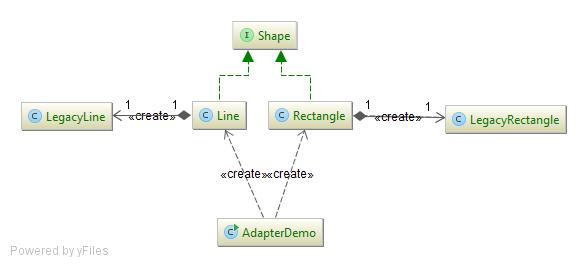 I Shape
1 1
C LegacyLine «create» C Line
1 1
C Rectangle «create» C LegacyRectangle
«create» «create»
C AdapterDemo
Powered by yFiles